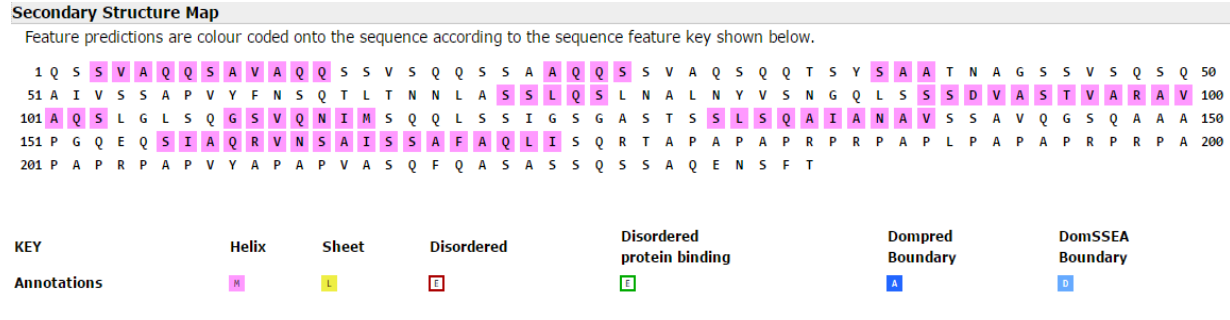 Secondary Structure Map
Feature predictions are colour coded onto the sequence according to the sequence feature key shown below.
1 Q S S V A Q Q S A V A Q Q S S V S Q Q S S A A Q Q S S V A Q S Q Q T S Y S A A T N A G S S V S Q S Q 50
51 A I V S S A P V Y F N S Q T L T N N L A S S L Q S L N A L N Y V S N G Q L S S S D V A S T V A R A V 100
101 A Q S L G L S Q G S V Q N I M S Q Q L S S I G S G A S T S S L S Q A I A N A V S S A V Q G S Q A A A 150
151 P G Q E Q S I A Q R V N S A I S S A F A Q L I S Q R T A P A P A P R P R P A P L P A P A P R P R P A 200
201 P A P R P A P V Y A P A P V A S Q F Q A S A S S Q S S A Q E N S F T
KEY Helix Sheet Disordered Disordered protein binding Dompred Boundary DomSSEA Boundary
Annotations M L E E A D